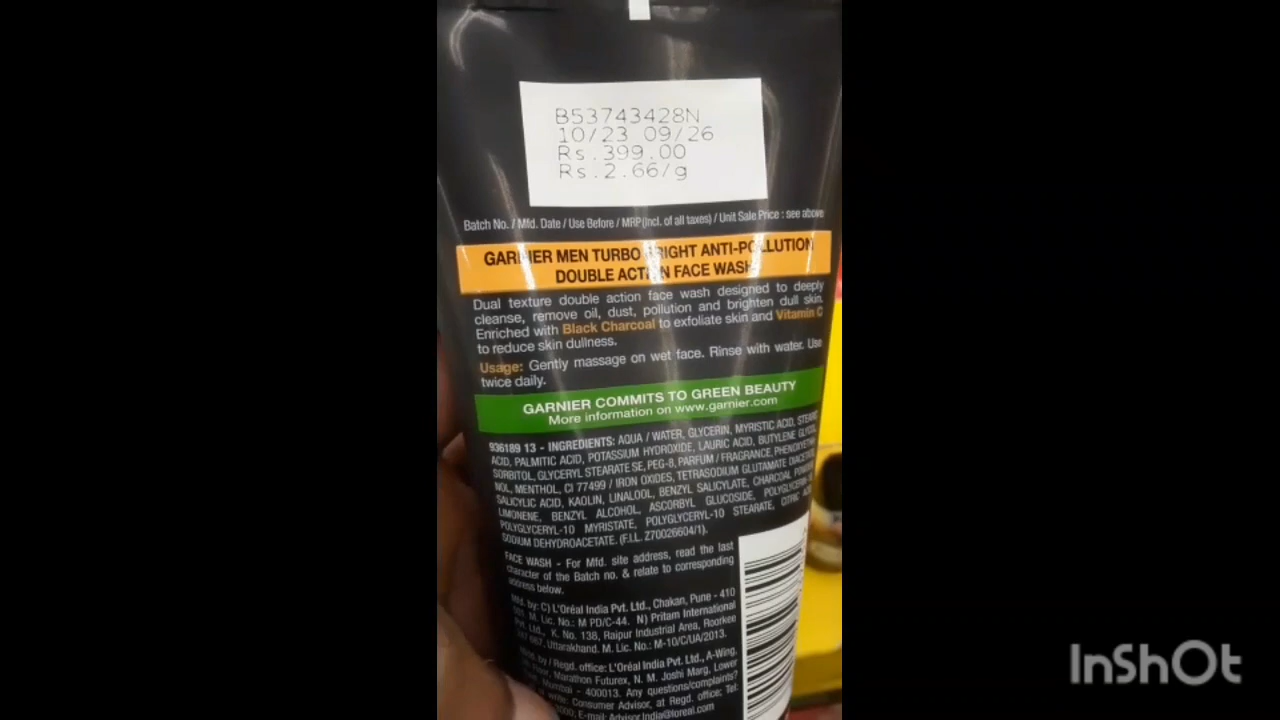 B53743428N
10/23 09/26
Rs.399.00
Rs.2.66/g
Batch No. / Mfd. Date / Use Before / MRP(Incl. of all taxes) / Unit Sale Price : see above
GARNIER MEN TURBO BRIGHT ANTI-POLLUTION
DOUBLE ACTION FACE WASH
Dual texture double action face wash designed to deeply
cleanse, remove oil, dust, pollution and brighten dull skin.
Enriched with Black Charcoal to exfoliate skin and Vitamin C
to reduce skin dullness.
Usage: Gently massage on wet face. Rinse with water. Use
twice daily.
GARNIER COMMITS TO GREEN BEAUTY
More information on www.garnier.com
936189 13 - INGREDIENTS: AQUA / WATER, GLYCERIN, MYRISTIC ACID, STEARIC
ACID, PALMITIC ACID, POTASSIUM HYDROXIDE, LAURIC ACID, BUTYLENE GLYCOL,
SORBITOL, GLYCERYL STEARATE SE, PEG-8, PARFUM / FRAGRANCE, PHENOXYETHA
NOL, MENTHOL, CI 77499 / IRON OXIDES, TETRASODIUM GLUTAMATE DIACETATE,
SALICYLIC ACID, KAOLIN, LINALOOL, BENZYL SALICYLATE, CHARCOAL POWDER,
LIMONENE, BENZYL ALCOHOL, ASCORBYL GLUCOSIDE, POLYGLYCERIN-10,
POLYGLYCERYL-10 MYRISTATE, POLYGLYCERYL-10 STEARATE, CITRIC ACID,
SODIUM DEHYDROACETATE. (F.I.L. Z70026604/1).
FACE WASH - For Mfd. site address, read the last
character of the Batch no. & relate to corresponding
address below.
Mfd. by: C) L'Oréal India Pvt. Ltd., Chakan, Pune - 410
M. Lic. No.: M PD/C-44. N) Pritam International
Pvt. Ltd., K. No. 138, Raipur Industrial Area, Roorkee
Uttarakhand. M. Lic. No.: M-10/C/UA/2013.
by / Regd. office: L'Oréal India Pvt. Ltd., A-Wing,
Floor, Marathon Futurex, N. M. Joshi Marg, Lower
Mumbai - 400013. Any questions/complaints?
Consumer Advisor, at Regd. office: Tel:
E-mail: AdvisorIndia@loreal.com
InShOt